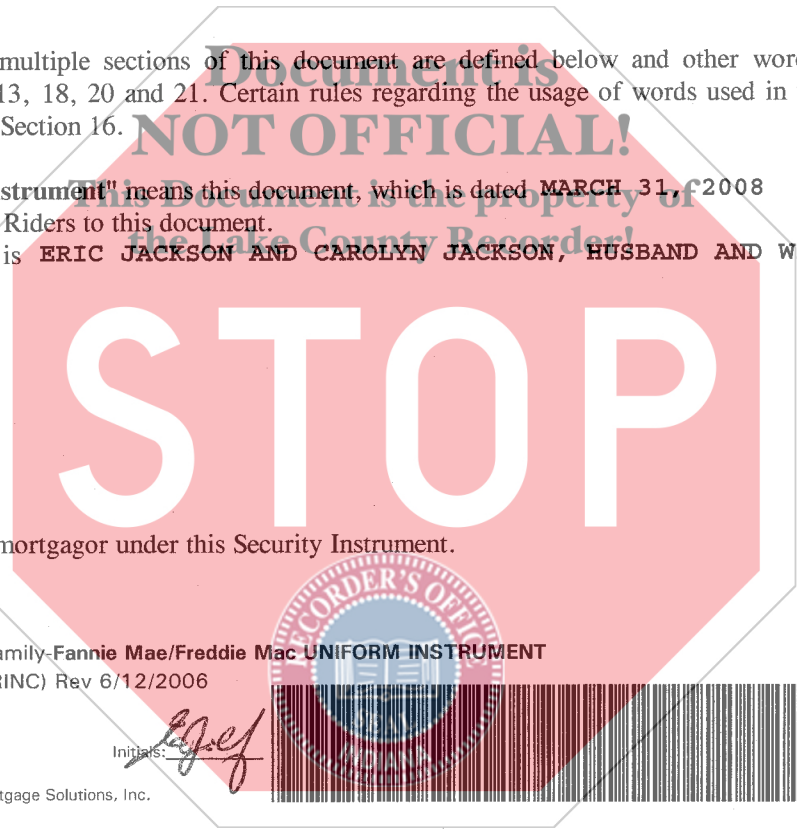 multiple sections of this document are defined below and other
Document is
13, 18, 20 and 21. Certain rules regarding the usage of words used in
NOT OFFICIAL!
Section 16.
strument" means this document, which is dated MARCH 31, 2008
This Document is the property of
Riders to this document.
the Lake County Recorder!
is ERIC JACKSON AND CAROLYN JACKSON, HUSBAND AND W
STOP
mortgagor under this Security Instrument.
RECORDER'S OFFICE
amily-Fannie Mae/Freddie Mac UNIFORM INSTRUMENT
RINC) Rev 6/12/2006
SEAL
INDIANA
Initials:
tgage Solutions, Inc.